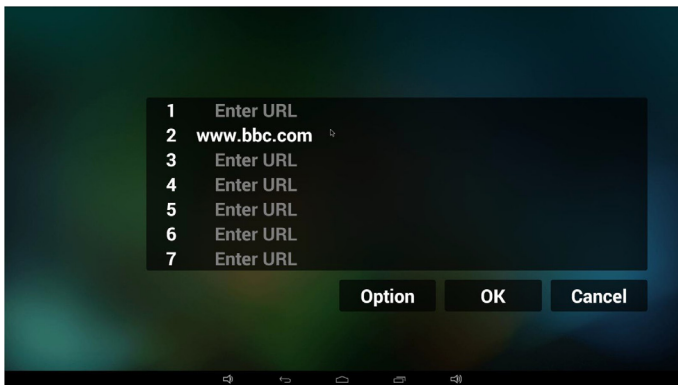 1 Enter URL
2 www.bbc.com
3 Enter URL
4 Enter URL
5 Enter URL
6 Enter URL
7 Enter URL
Option OK Cancel